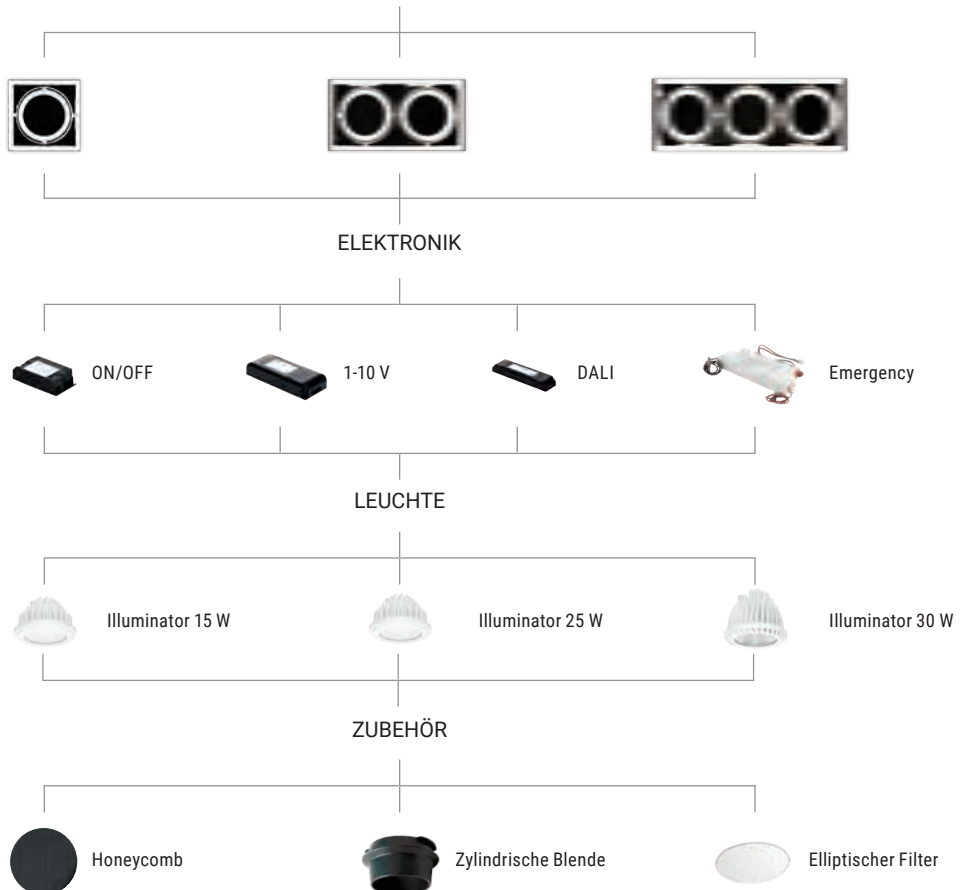 ELEKTRONIK
ON/OFF
1-10 V
DALI
Emergency
LEUCHTE
Illuminator 15 W
Illuminator 25 W
Illuminator 30 W
ZUBEHÖR
Honeycomb
Zylindrische Blende
Elliptischer Filter